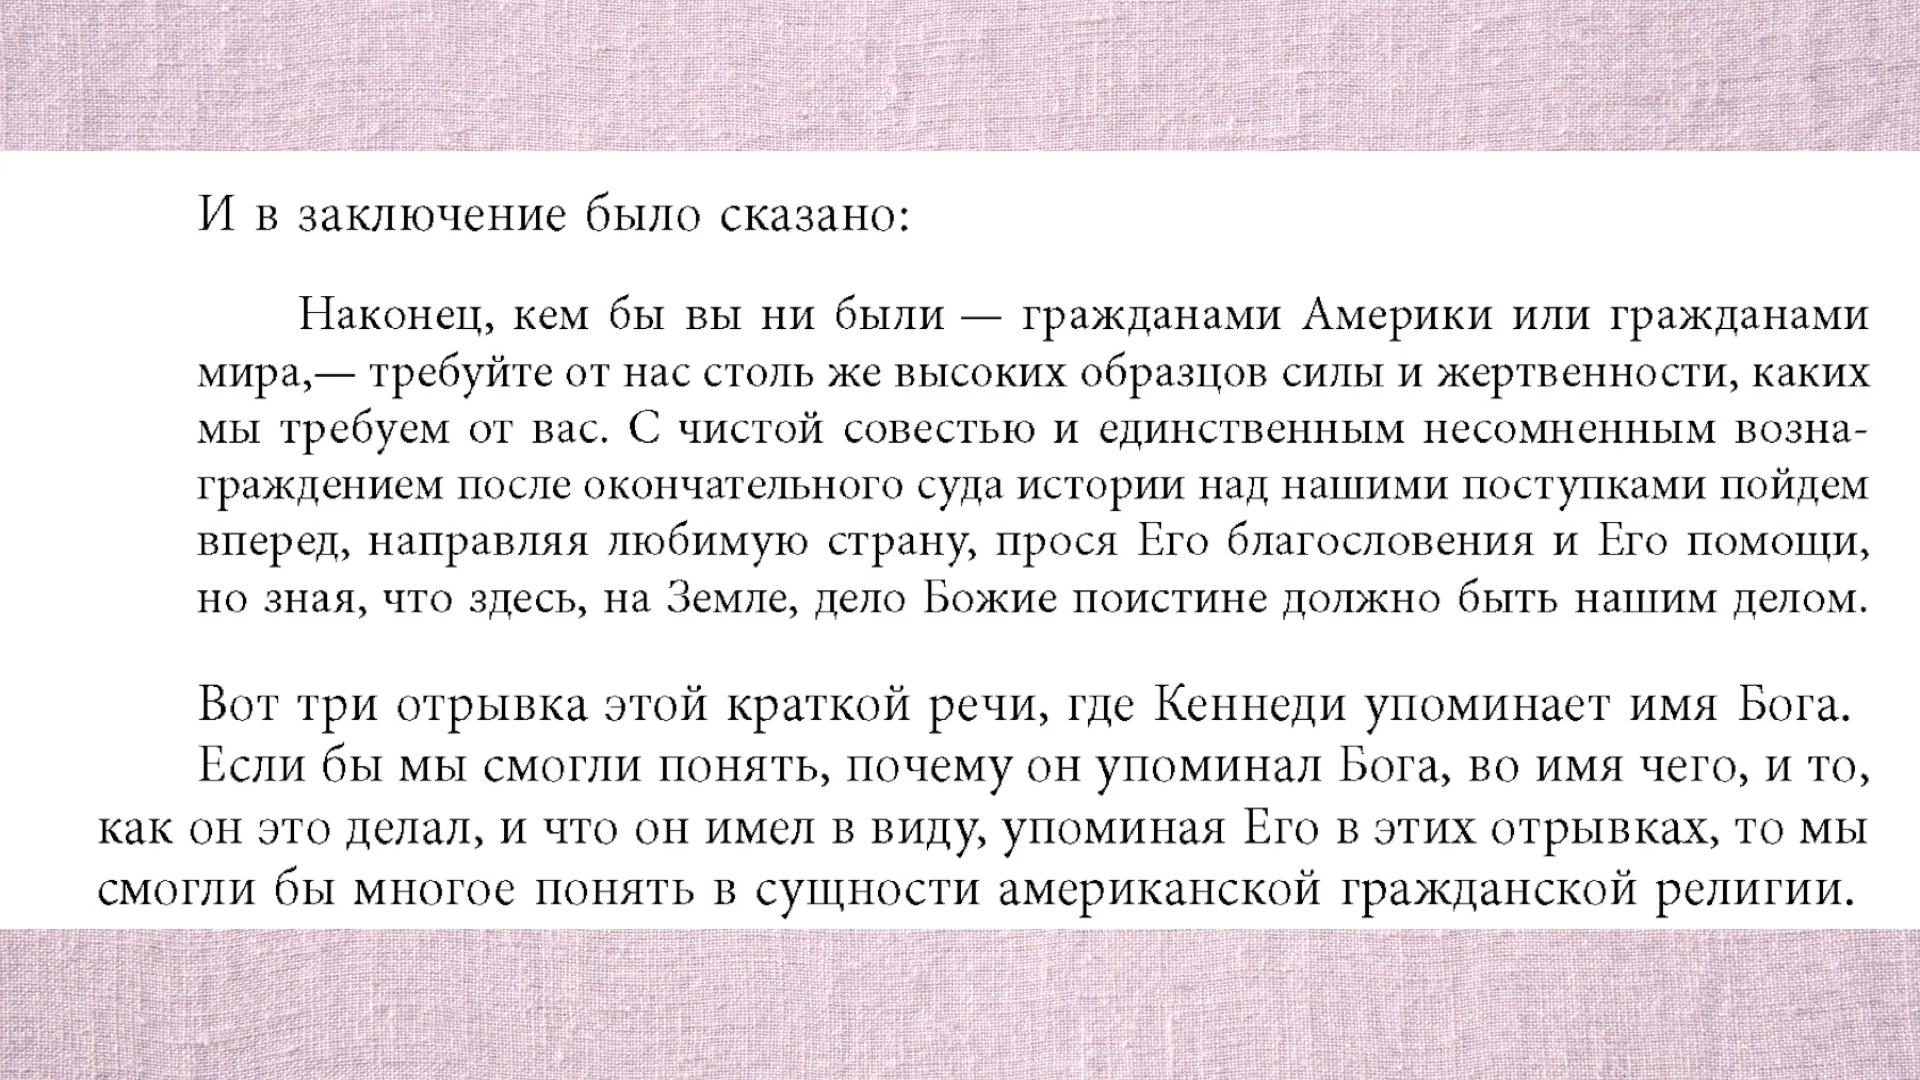 И в заключение было сказано:
Наконец, кем бы вы ни были — гражданами Америки или гражданами
мира,— требуйте от нас столь же высоких образцов силы и жертвенности, каких
мы требуем от вас. С чистой совестью и единственным несомненным возна-
граждением после окончательного суда истории над нашими поступками пойдем
вперед, направляя любимую страну, прося Его благословения и Его помощи,
но зная, что здесь, на Земле, дело Божие поистине должно быть нашим делом.
Вот три отрывка этой краткой речи, где Кеннеди упоминает имя Бога.
Если бы мы смогли понять, почему он упоминал Бога, во имя чего, и то,
как он это делал, и что он имел в виду, упоминая Его в этих отрывках, то мы
смогли бы многое понять в сущности американской гражданской религии.